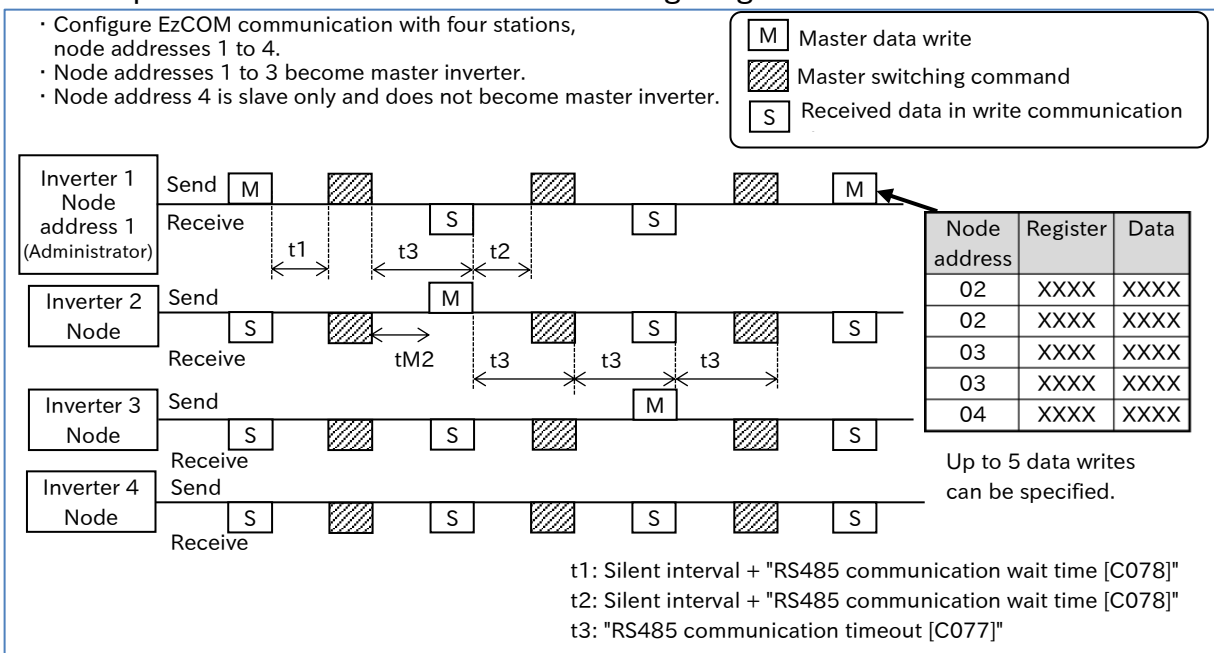 ・Configure EzCOM communication with four stations,
node addresses 1 to 4.
・Node addresses 1 to 3 become master inverter.
・Node address 4 is slave only and does not become master inverter.
M Master data write
Master switching command
S Received data in write communication
Inverter 1
Node
address 1
(Administrator)
Send
Receive
M
S
S
M
t1
t3
t2
Inverter 2
Node
Send
Receive
M
S
S
S
tM2
t3
t3
t3
Inverter 3
Node
Send
Receive
M
S
S
S
Inverter 4
Node
Send
Receive
S
S
S
S
Node address Register Data
02 XXXX XXXX
02 XXXX XXXX
03 XXXX XXXX
03 XXXX XXXX
04 XXXX XXXX
Up to 5 data writes
can be specified.
t1: Silent interval + "RS485 communication wait time [C078]"
t2: Silent interval + "RS485 communication wait time [C078]"
t3: "RS485 communication timeout [C077]"